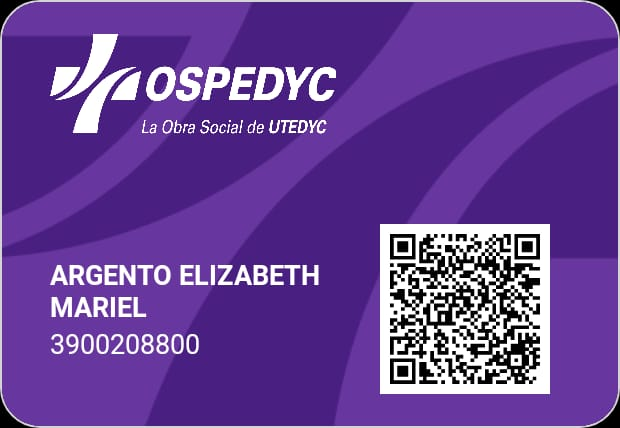 OSPEDYC
La Obra Social de UTEDYC
ARGENTO ELIZABETH
MARIEL
3900208800